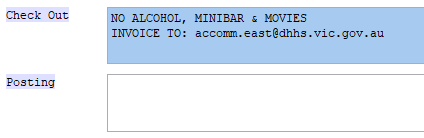 Check Out
NO ALCOHOL, MINIBAR & MOVIES
INVOICE TO: accomm.east@dhhs.vic.gov.au
Posting